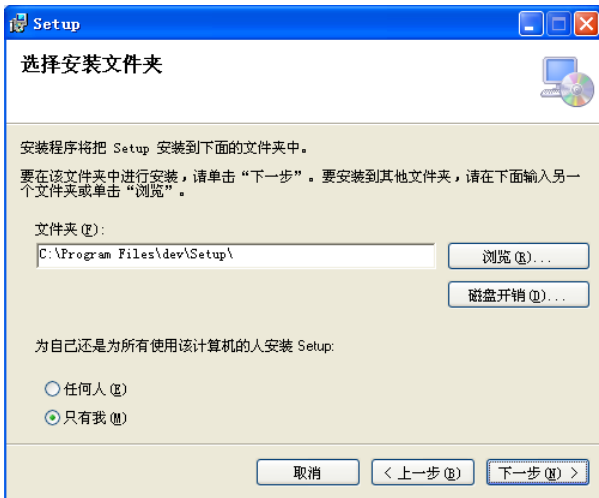 Setup
选择安装文件夹
安装程序将把 Setup 安装到下面的文件夹中。
要在该文件夹中进行安装，请单击“下一步”。要安装到其他文件夹，请在下面输入另一
个文件夹或单击“浏览”。
文件夹(F):
C:\Program Files\dev\Setup\
浏览(R)...
磁盘开销(D)...
为自己还是为所有使用该计算机的人安装 Setup:
任何人(E)
只有我(M)
取消
< 上一步(B)
下一步(N) >